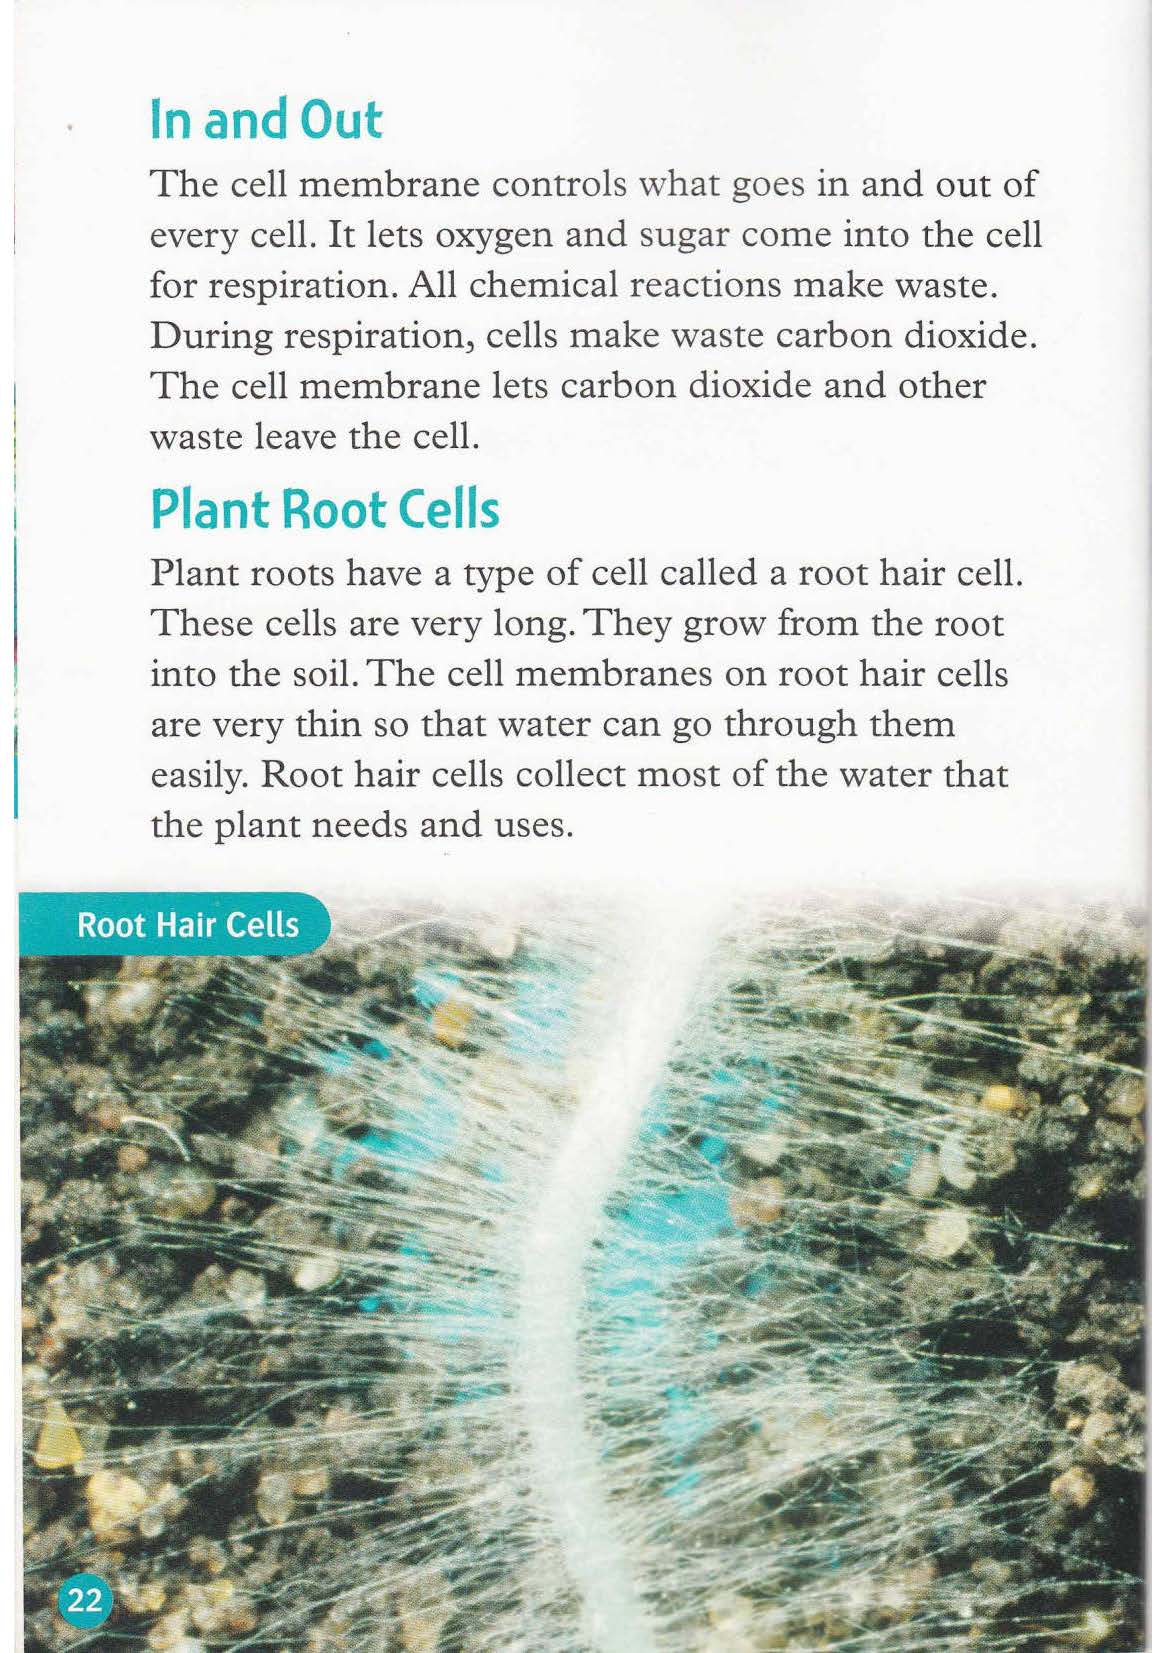 In and Out
The cell membrane controls what goes in and out of
every cell. It lets oxygen and sugar come into the cell
for respiration. All chemical reactions make waste.
During respiration, cells make waste carbon dioxide.
The cell membrane lets carbon dioxide and other
waste leave the cell.
Plant Root Cells
Plant roots have a type of cell called a root hair cell.
These cells are very long. They grow from the root
into the soil. The cell membranes on root hair cells
are very thin so that water can go through them
easily. Root hair cells collect most of the water that
the plant needs and uses.
Root Hair Cells
22